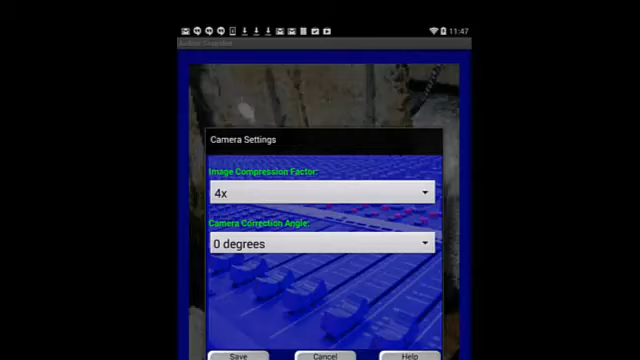 11:47
Camera Settings
Image Compression Factor:
4x
Camera Correction Angle:
0 degrees
Save Cancel Help